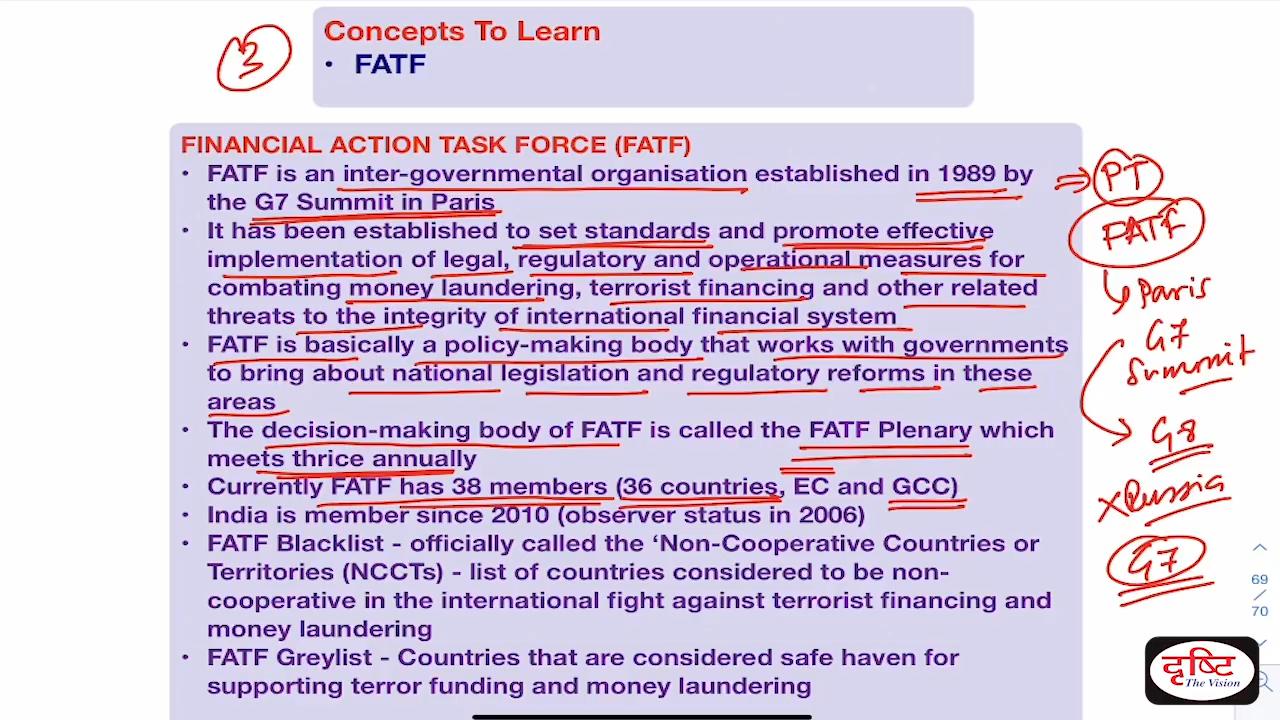 3
Concepts To Learn
• FATF
FINANCIAL ACTION TASK FORCE (FATF)
• FATF is an inter-governmental organisation established in 1989 by
the G7 Summit in Paris
• It has been established to set standards and promote effective
implementation of legal, regulatory and operational measures for
combating money laundering, terrorist financing and other related
threats to the integrity of international financial system
• FATF is basically a policy-making body that works with governments
to bring about national legislation and regulatory reforms in these
areas
• The decision-making body of FATF is called the FATF Plenary which
meets thrice annually
• Currently FATF has 38 members (36 countries, EC and GCC)
• India is member since 2010 (observer status in 2006)
• FATF Blacklist - officially called the ‘Non-Cooperative Countries or
Territories (NCCTs) - list of countries considered to be non-
cooperative in the international fight against terrorist financing and
money laundering
• FATF Greylist - Countries that are considered safe haven for
supporting terror funding and money laundering
⇒ PT
FATF
Paris
G7
Summit
G8
x Russia
G7
69
/
70
दृष्टि
The Vision